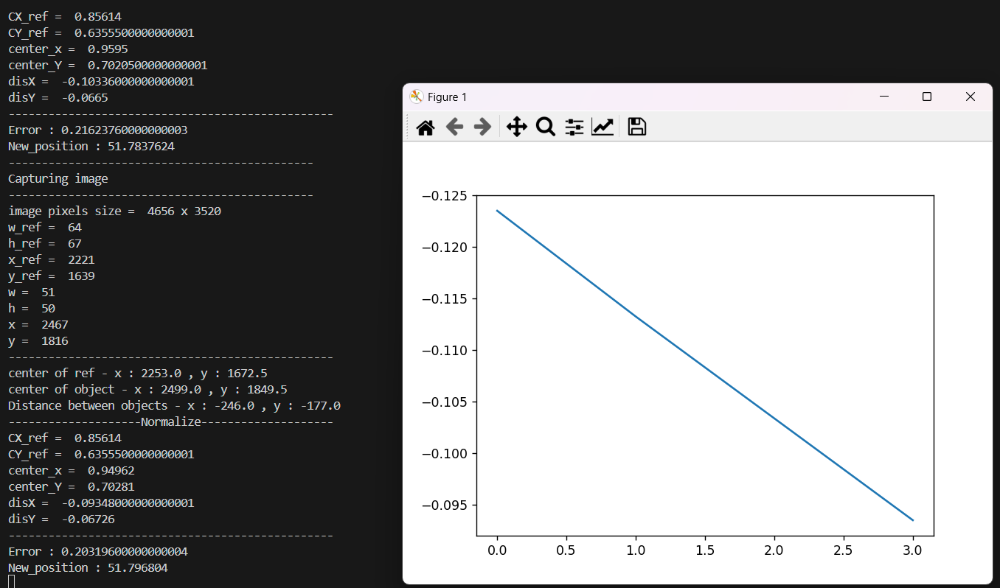 CX_ref =  0.85614
CY_ref =  0.6355500000000001
center_x =  0.9595
center_Y =  0.7020500000000001
disX =  -0.10336000000000001
disY =  -0.0665
-------------------------------------------------
Error : 0.21623760000000003
New_position : 51.7837624
----------------------------------------------
Capturing image
----------------------------------------------
image pixels size =  4656 x 3520
w_ref =  64
h_ref =  67
x_ref =  2221
y_ref =  1639
w =  51
h =  50
x =  2467
y =  1816
-------------------------------------------------
center of ref - x : 2253.0 , y : 1672.5
center of object - x : 2499.0 , y : 1849.5
Distance between objects - x : -246.0 , y : -177.0
--------------------Normalize--------------------
CX_ref =  0.85614
CY_ref =  0.6355500000000001
center_x =  0.94962
center_Y =  0.70281
disX =  -0.09348000000000001
disY =  -0.06726
-------------------------------------------------
Error : 0.20319600000000004
New_position : 51.796804
Figure 1
−0.125
−0.120
−0.115
−0.110
−0.105
−0.100
−0.095
0.0 0.5 1.0 1.5 2.0 2.5 3.0